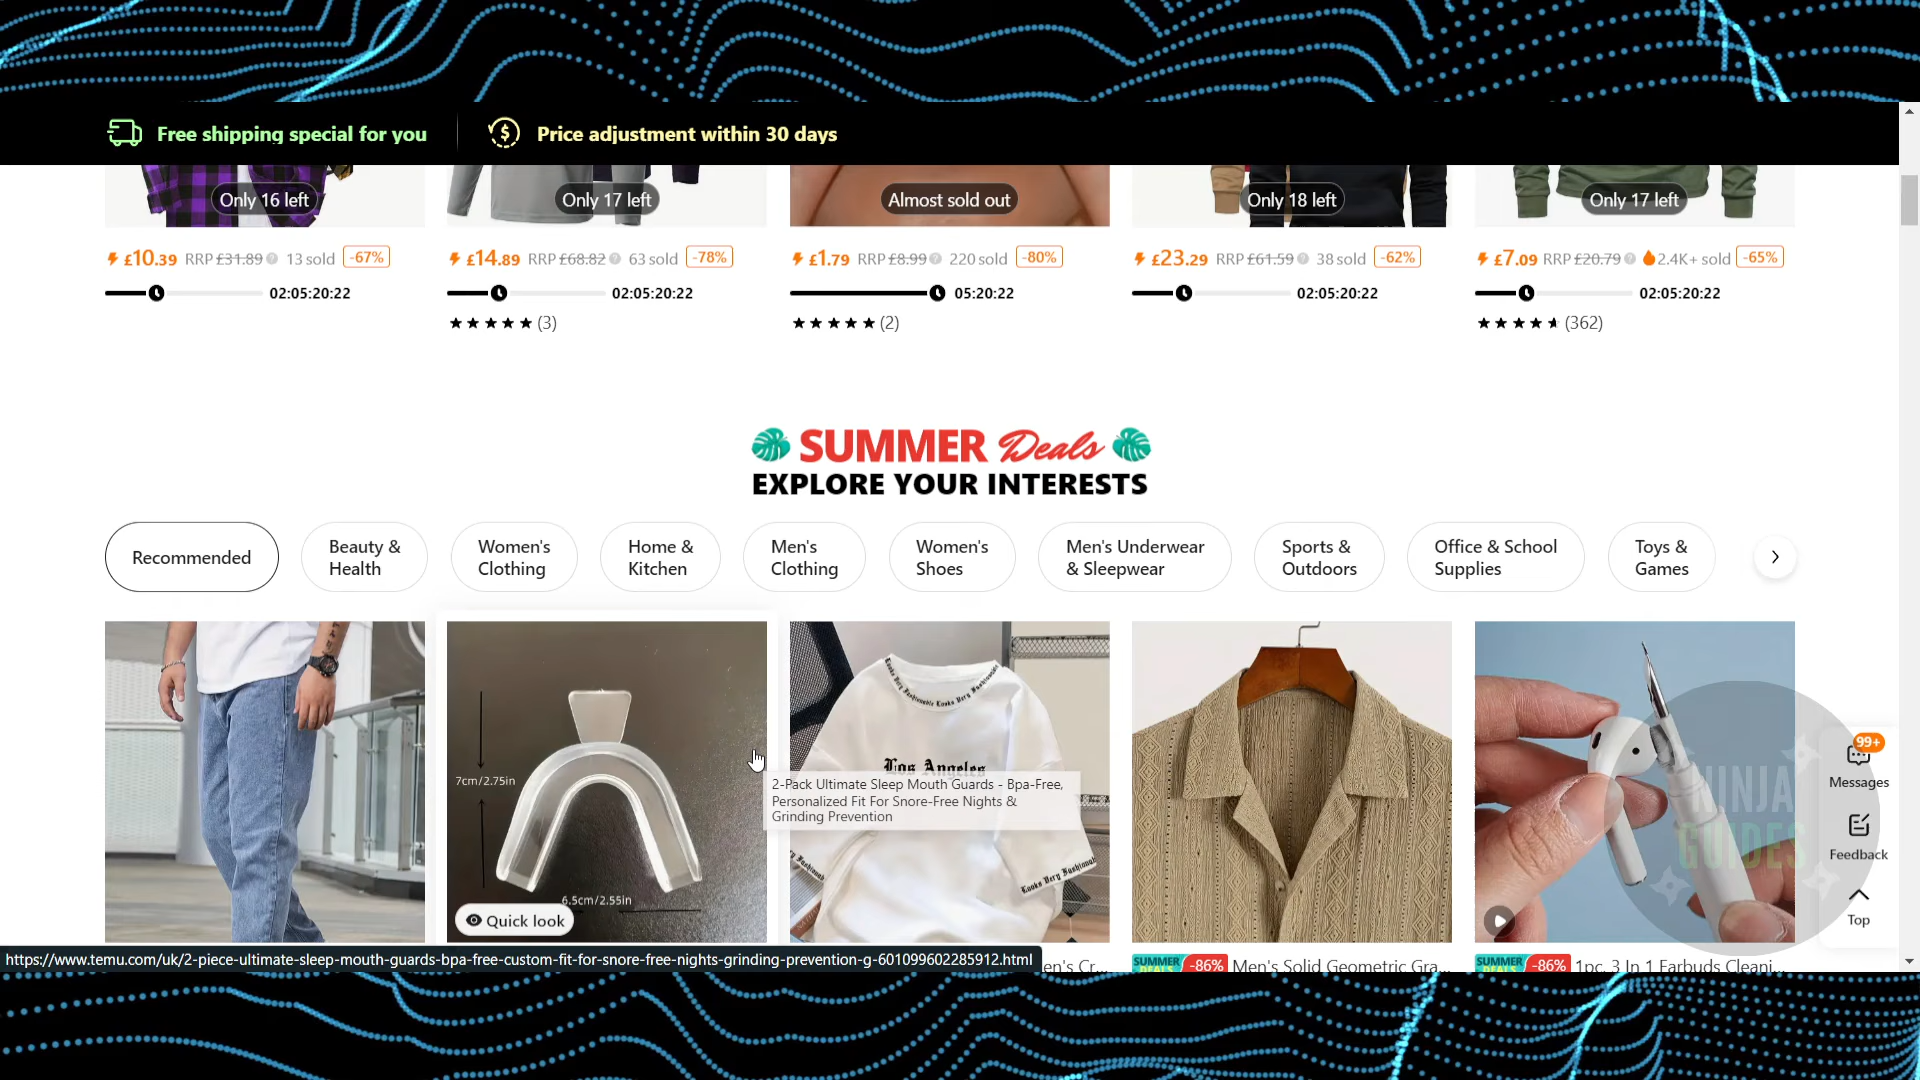 Free shipping special for you
Price adjustment within 30 days
Only 16 left
Only 17 left
Almost sold out
Only 18 left
Only 17 left
£10.39 RRP £31.89 13 sold -67%
£14.89 RRP £68.82 63 sold -78%
£1.79 RRP £8.99 220 sold -80%
£23.29 RRP £61.59 38 sold -62%
£7.09 RRP £20.79 2.4K+ sold -65%
02:05:20:22
02:05:20:22
05:20:22
02:05:20:22
02:05:20:22
(3)
(2)
(362)
SUMMER Deals
EXPLORE YOUR INTERESTS
Recommended
Beauty &
Health
Women's
Clothing
Home &
Kitchen
Men's
Clothing
Women's
Shoes
Men's Underwear
& Sleepwear
Sports &
Outdoors
Office & School
Supplies
Toys &
Games
7cm/2.75in
6.5cm/2.55in
Quick look
Los Angeles
2-Pack Ultimate Sleep Mouth Guards - Bpa-Free,
Personalized Fit For Snore-Free Nights &
Grinding Prevention
NINJA
GUIDES
99+
Messages
Feedback
Top
https://www.temu.com/uk/2-piece-ultimate-sleep-mouth-guards-bpa-free-custom-fit-for-snore-free-nights-grinding-prevention-g-601099602285912.html
en's Cr...
SUMMER
DEALS -86% Men's Solid Geometric Gra...
SUMMER
DEALS -86% 1pc, 3 In 1 Earbuds Cleani...